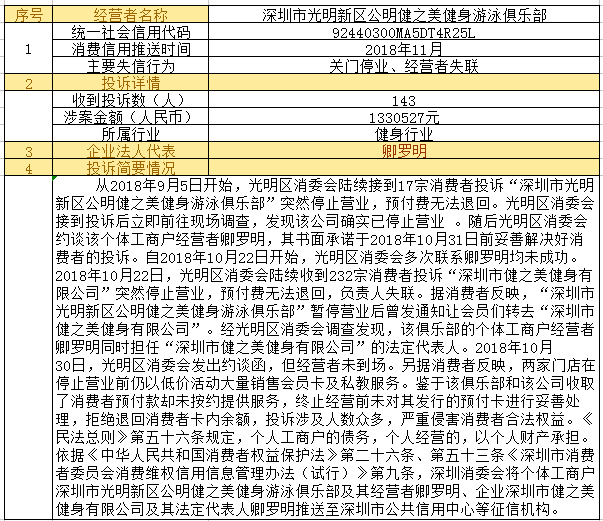 序号 经营者名称 深圳市光明新区公明健之美健身游泳俱乐部
1 统一社会信用代码 92440300MA5DT4R25L
消费信用推送时间 2018年11月
主要失信行为 关门停业、经营者失联
2 投诉详情
收到投诉数（人） 143
涉案金额（人民币） 1330527元
所属行业 健身行业
3 企业法人代表 卿罗明
4 投诉简要情况
从2018年9月5日开始，光明区消委会陆续接到17宗消费者投诉“深圳市光明
新区公明健之美健身游泳俱乐部”突然停止营业，预付费无法退回。光明区消委会
接到投诉后立即前往现场调查，发现该公司确实已停止营业 。随后光明区消委会
约谈该个体工商户经营者卿罗明，其书面承诺于2018年10月31日前妥善解决好消
费者的投诉。自2018年10月22日开始，光明区消委会多次联系卿罗明均未成功。
2018年10月22日，光明区消委会陆续收到232宗消费者投诉“深圳市健之美健身有
限公司”突然停止营业，预付费无法退回，负责人失联。据消费者反映，“深圳市
光明新区公明健之美健身游泳俱乐部”暂停营业后曾发通知让会员们转去“深圳市
健之美健身有限公司”。经光明区消委会调查发现，该俱乐部的个体工商户经营者
卿罗明同时担任“深圳市健之美健身有限公司”的法定代表人。2018年10月
30日，光明区消委会发出约谈函，但经营者未到场。另据消费者反映，两家门店在
停止营业前仍以低价活动大量销售会员卡及私教服务。鉴于该俱乐部和该公司收取
了消费者预付款却未按约提供服务，终止经营前未对其发行的预付卡进行妥善处
理，拒绝退回消费者卡内余额，投诉涉及人数众多，严重侵害消费者合法权益。《
民法总则》第五十六条规定，个人工商户的债务，个人经营的，以个人财产承担。
依据《中华人民共和国消费者权益保护法》第二十六条、第五十三条《深圳市消费
者委员会消费维权信用信息管理办法（试行）》第九条，深圳消委会将个体工商户
深圳市光明新区公明健之美健身游泳俱乐部及其经营者卿罗明、企业深圳市健之美
健身有限公司及其法定代表人卿罗明推送至深圳市公共信用中心等征信机构。